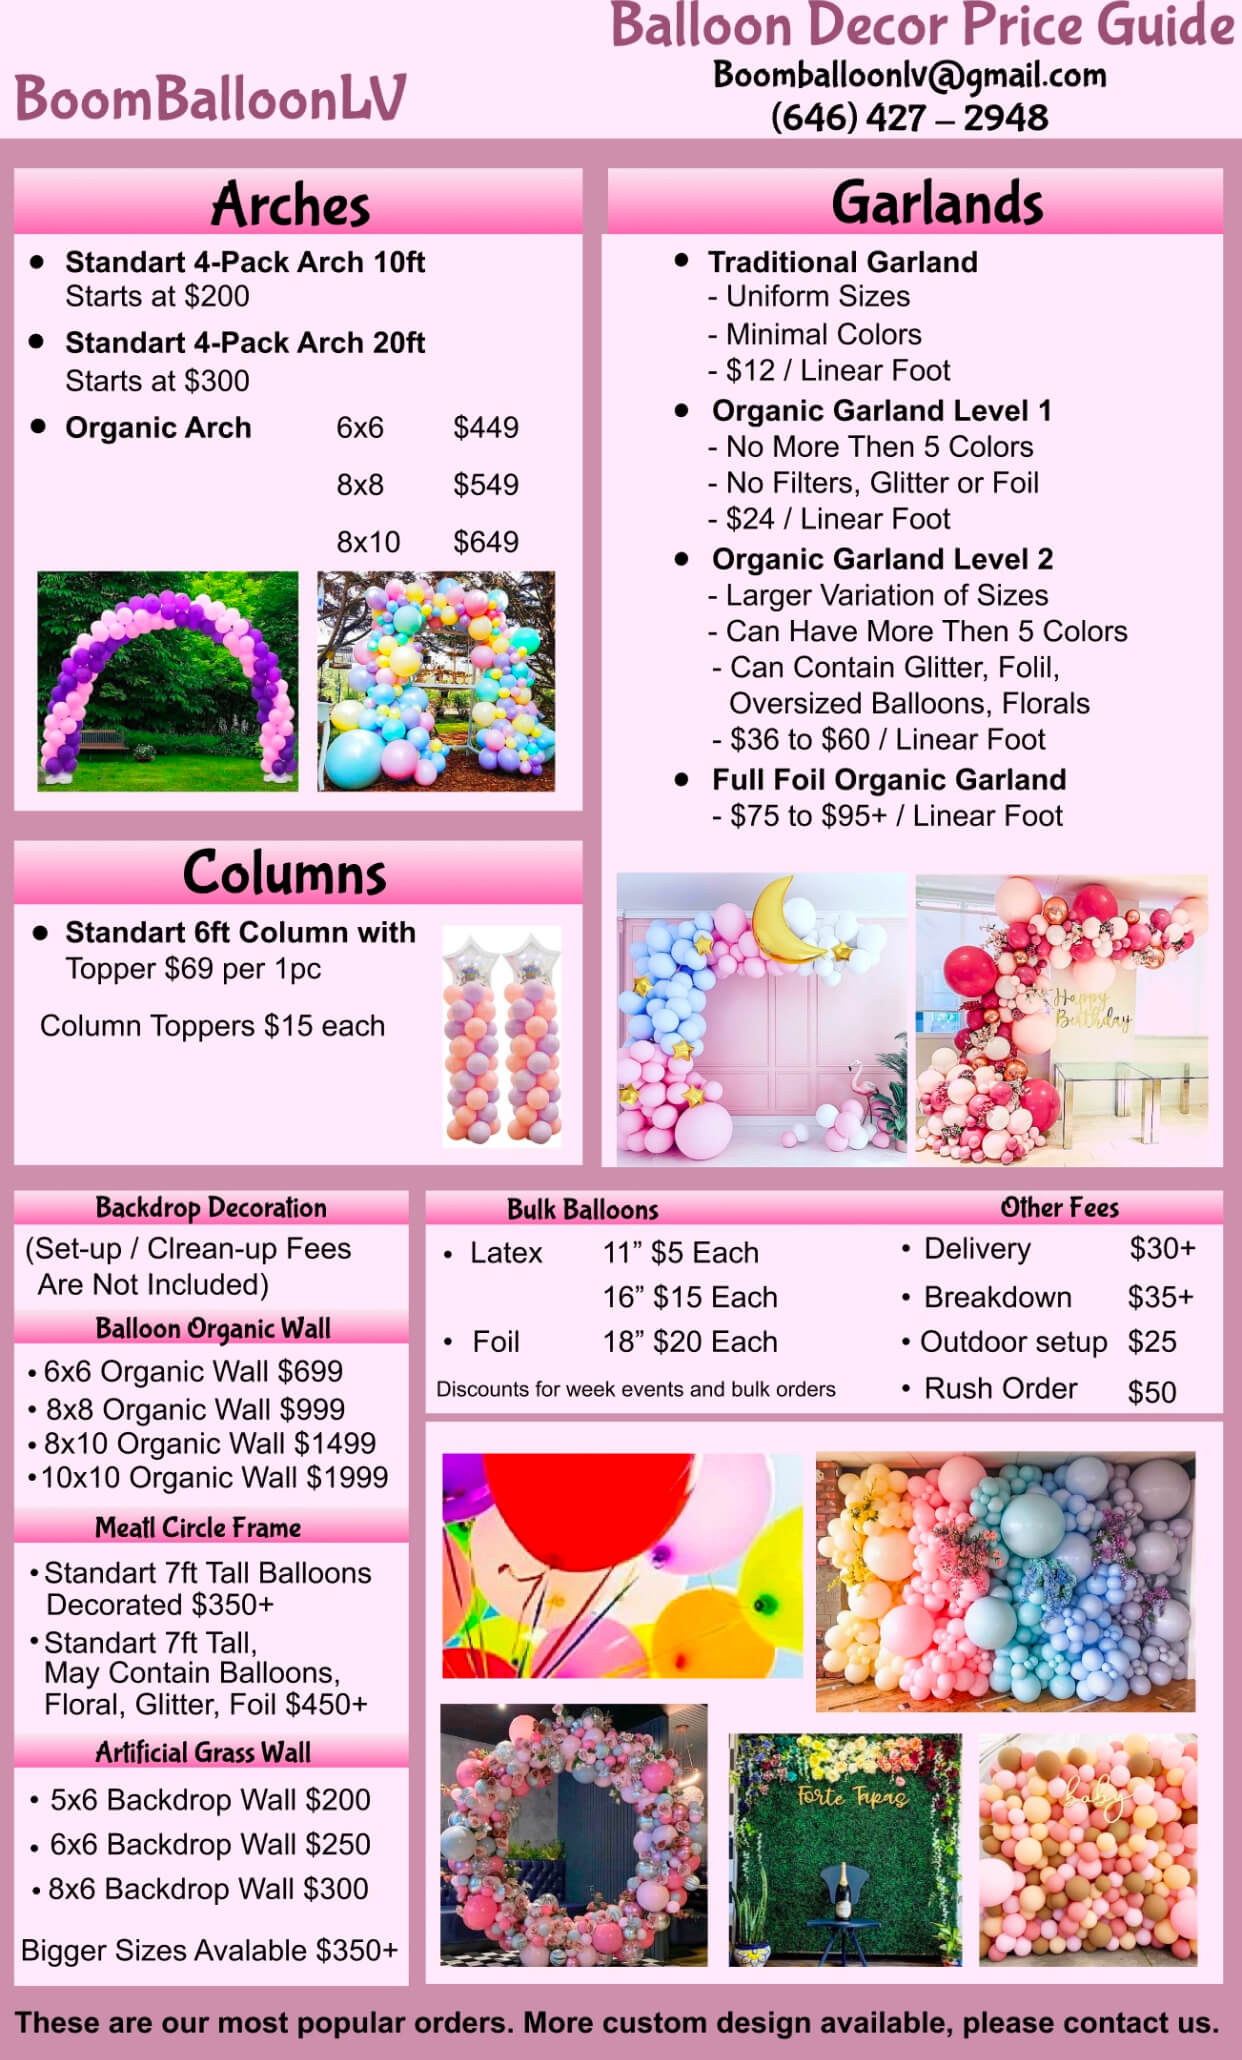 Balloon Decor Price Guide
BoomBalloonLV
Boomballoonlv@gmail.com
(646) 427 – 2948
Arches
• Standart 4-Pack Arch 10ft
Starts at $200
• Standart 4-Pack Arch 20ft
Starts at $300
• Organic Arch 6x6 $449
8x8 $549
8x10 $649
Garlands
• Traditional Garland
- Uniform Sizes
- Minimal Colors
- $12 / Linear Foot
• Organic Garland Level 1
- No More Then 5 Colors
- No Filters, Glitter or Foil
- $24 / Linear Foot
• Organic Garland Level 2
- Larger Variation of Sizes
- Can Have More Then 5 Colors
- Can Contain Glitter, Folil,
Oversized Balloons, Florals
- $36 to $60 / Linear Foot
• Full Foil Organic Garland
- $75 to $95+ / Linear Foot
Happy
Birthday
Columns
• Standart 6ft Column with
Topper $69 per 1pc
Column Toppers $15 each
Backdrop Decoration
(Set-up / Clrean-up Fees
Are Not Included)
Balloon Organic Wall
• 6x6 Organic Wall $699
• 8x8 Organic Wall $999
• 8x10 Organic Wall $1499
• 10x10 Organic Wall $1999
Meatl Circle Frame
• Standart 7ft Tall Balloons
Decorated $350+
• Standart 7ft Tall,
May Contain Balloons,
Floral, Glitter, Foil $450+
Artificial Grass Wall
• 5x6 Backdrop Wall $200
• 6x6 Backdrop Wall $250
• 8x6 Backdrop Wall $300
Bigger Sizes Avalable $350+
Bulk Balloons
• Latex 11” $5 Each
16” $15 Each
• Foil 18” $20 Each
Discounts for week events and bulk orders
Other Fees
• Delivery $30+
• Breakdown $35+
• Outdoor setup $25
• Rush Order $50
Forte Tapas
baby
These are our most popular orders. More custom design available, please contact us.